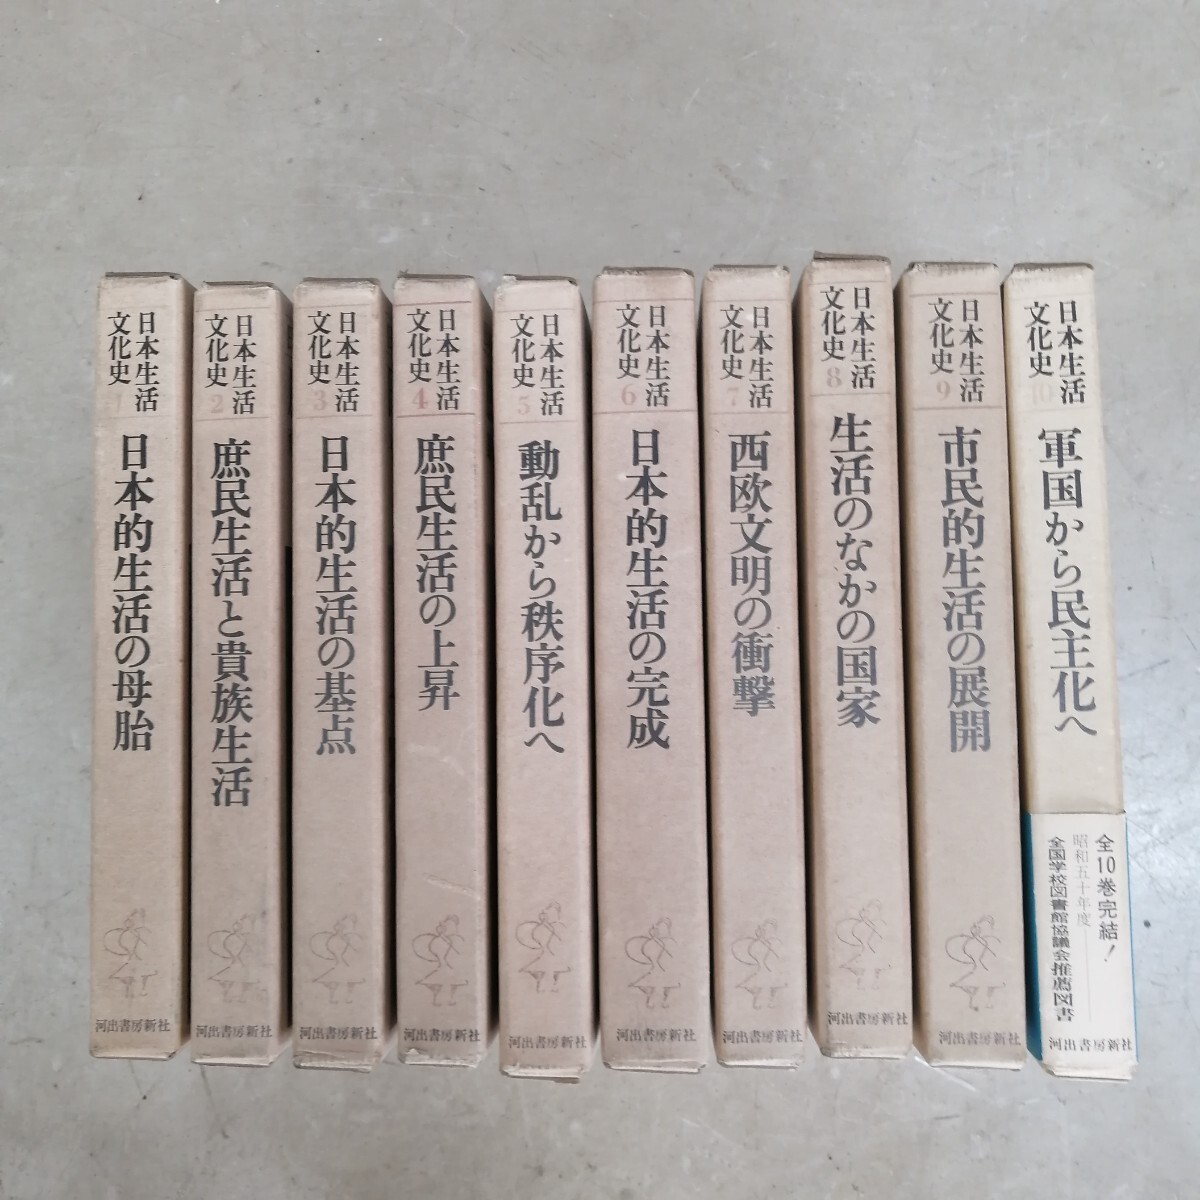 日本生活
文化史
1
日本的生活の母胎
河出書房新社
日本生活
文化史
2
庶民生活と貴族生活
河出書房新社
日本生活
文化史
3
日本的生活の基点
河出書房新社
日本生活
文化史
4
庶民生活の上昇
河出書房新社
日本生活
文化史
5
動乱から秩序化へ
河出書房新社
日本生活
文化史
6
日本的生活の完成
河出書房新社
日本生活
文化史
7
西欧文明の衝撃
河出書房新社
日本生活
文化史
8
生活のなかの国家
河出書房新社
日本生活
文化史
9
市民的生活の展開
河出書房新社
日本生活
文化史
10
軍国から民主化へ
全10巻完結!
昭和五十年度
全国学校図書館協議会推薦図書
河出書房新社